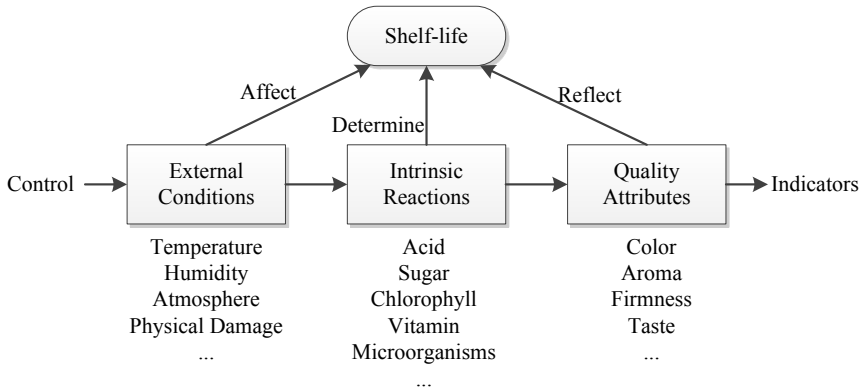 Shelf-life
Affect
Reflect
Determine
Control
External
Conditions
Intrinsic
Reactions
Quality
Attributes
Indicators
Temperature
Humidity
Atmosphere
Physical Damage
...
Acid
Sugar
Chlorophyll
Vitamin
Microorganisms
...
Color
Aroma
Firmness
Taste
...